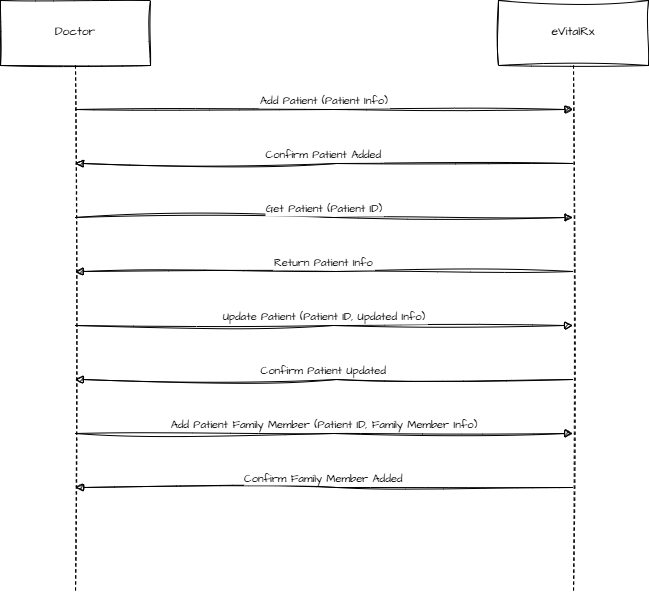 Doctor
eVitalRx
Add Patient (Patient Info)
Confirm Patient Added
Get Patient (Patient ID)
Return Patient Info
Update Patient (Patient ID, Updated Info)
Confirm Patient Updated
Add Patient Family Member (Patient ID, Family Member Info)
Confirm Family Member Added